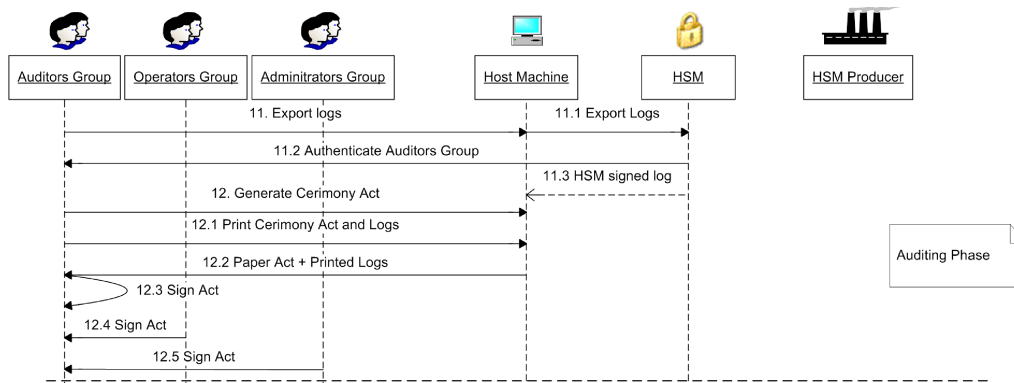 Auditors Group
Operators Group
Adminitrators Group
Host Machine
HSM
HSM Producer
11. Export logs
11.1 Export Logs
11.2 Authenticate Auditors Group
11.3 HSM signed log
12. Generate Cerimony Act
12.1 Print Cerimony Act and Logs
12.2 Paper Act + Printed Logs
Auditing Phase
12.3 Sign Act
12.4 Sign Act
12.5 Sign Act